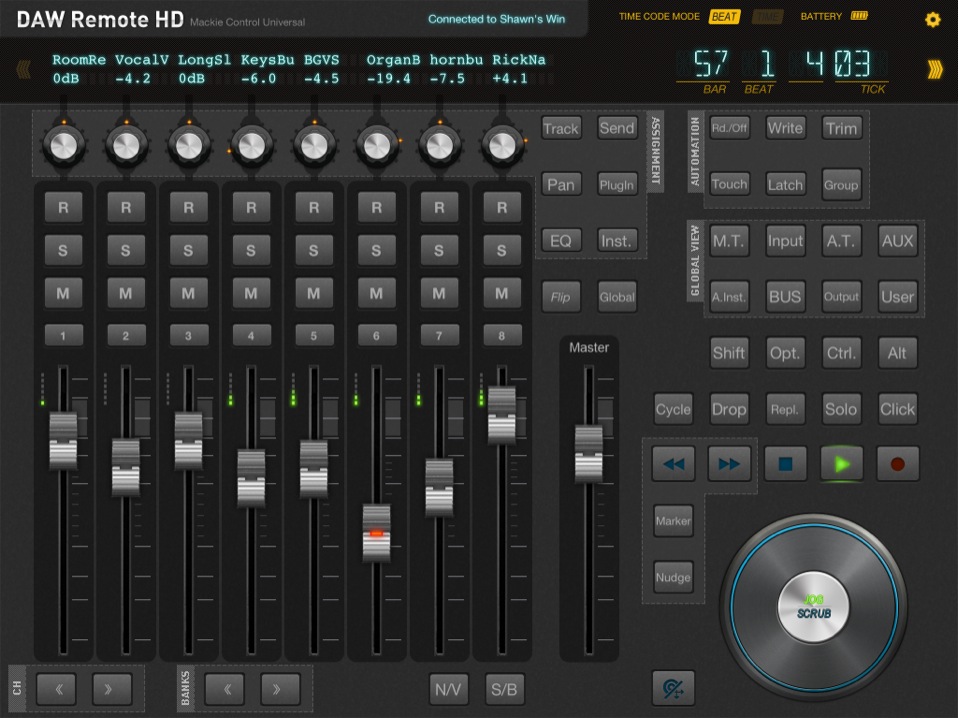 DAW Remote HD Mackie Control Universal
Connected to Shawn's Win
TIME CODE MODE BEAT TIME
BATTERY
RoomRe VocalV LongSl KeysBu BGVS OrganB hornbu RickNa
0dB -4.2 0dB -6.0 -4.5 -19.4 -7.5 +4.1
57 1 4 03
BAR BEAT TICK
Track Send
Pan PlugIn
EQ Inst.
ASSIGNMENT
Flip Global
AUTOMATION
Rd./Off Write Trim
Touch Latch Group
GLOBAL VIEW
M.T. Input A.T. AUX
A.Inst. BUS Output User
R R R R R R R R
S S S S S S S S
M M M M M M M M
1 2 3 4 5 6 7 8
Master
Shift Opt. Ctrl. Alt
Cycle Drop Repl. Solo Click
Marker
Nudge
JOG
SCRUB
CH
BANKS
N/V S/B